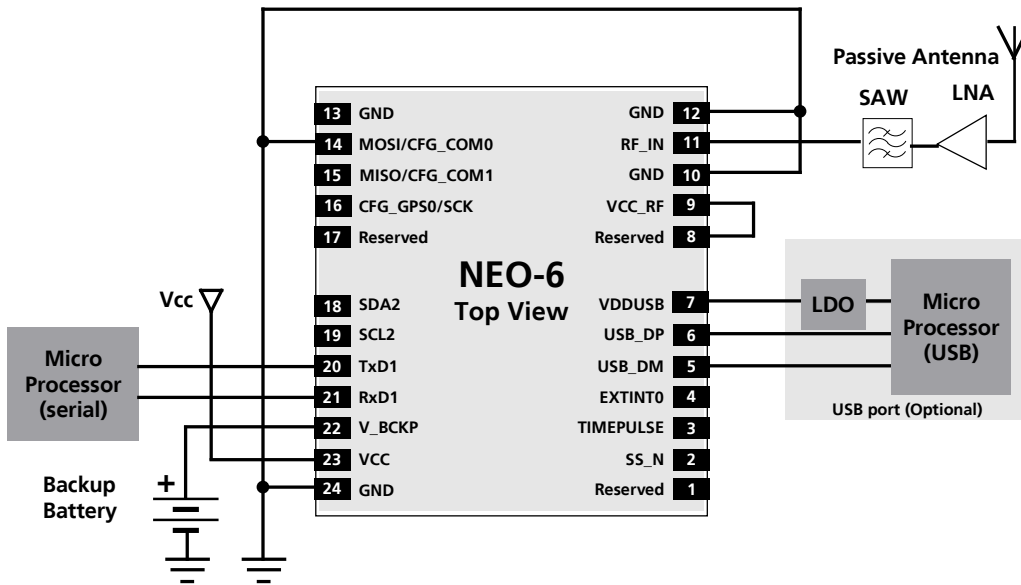 Passive Antenna
SAW
LNA
13 GND
14 MOSI/CFG_COM0
15 MISO/CFG_COM1
16 CFG_GPS0/SCK
17 Reserved
18 SDA2
19 SCL2
20 TxD1
21 RxD1
22 V_BCKP
23 VCC
24 GND
NEO-6
Top View
GND 12
RF_IN 11
GND 10
VCC_RF 9
Reserved 8
VDDUSB 7
USB_DP 6
USB_DM 5
EXTINT0 4
TIMEPULSE 3
SS_N 2
Reserved 1
Vcc
Micro
Processor
(serial)
Backup
Battery
+
LDO
Micro
Processor
(USB)
USB port (Optional)